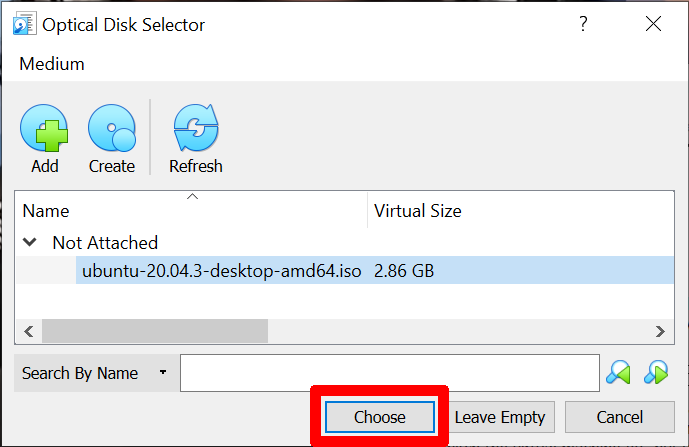 Optical Disk Selector ?
Medium
Add Create Refresh
Name Virtual Size
Not Attached
ubuntu-20.04.3-desktop-amd64.iso 2.86 GB
Search By Name
Choose Leave Empty Cancel